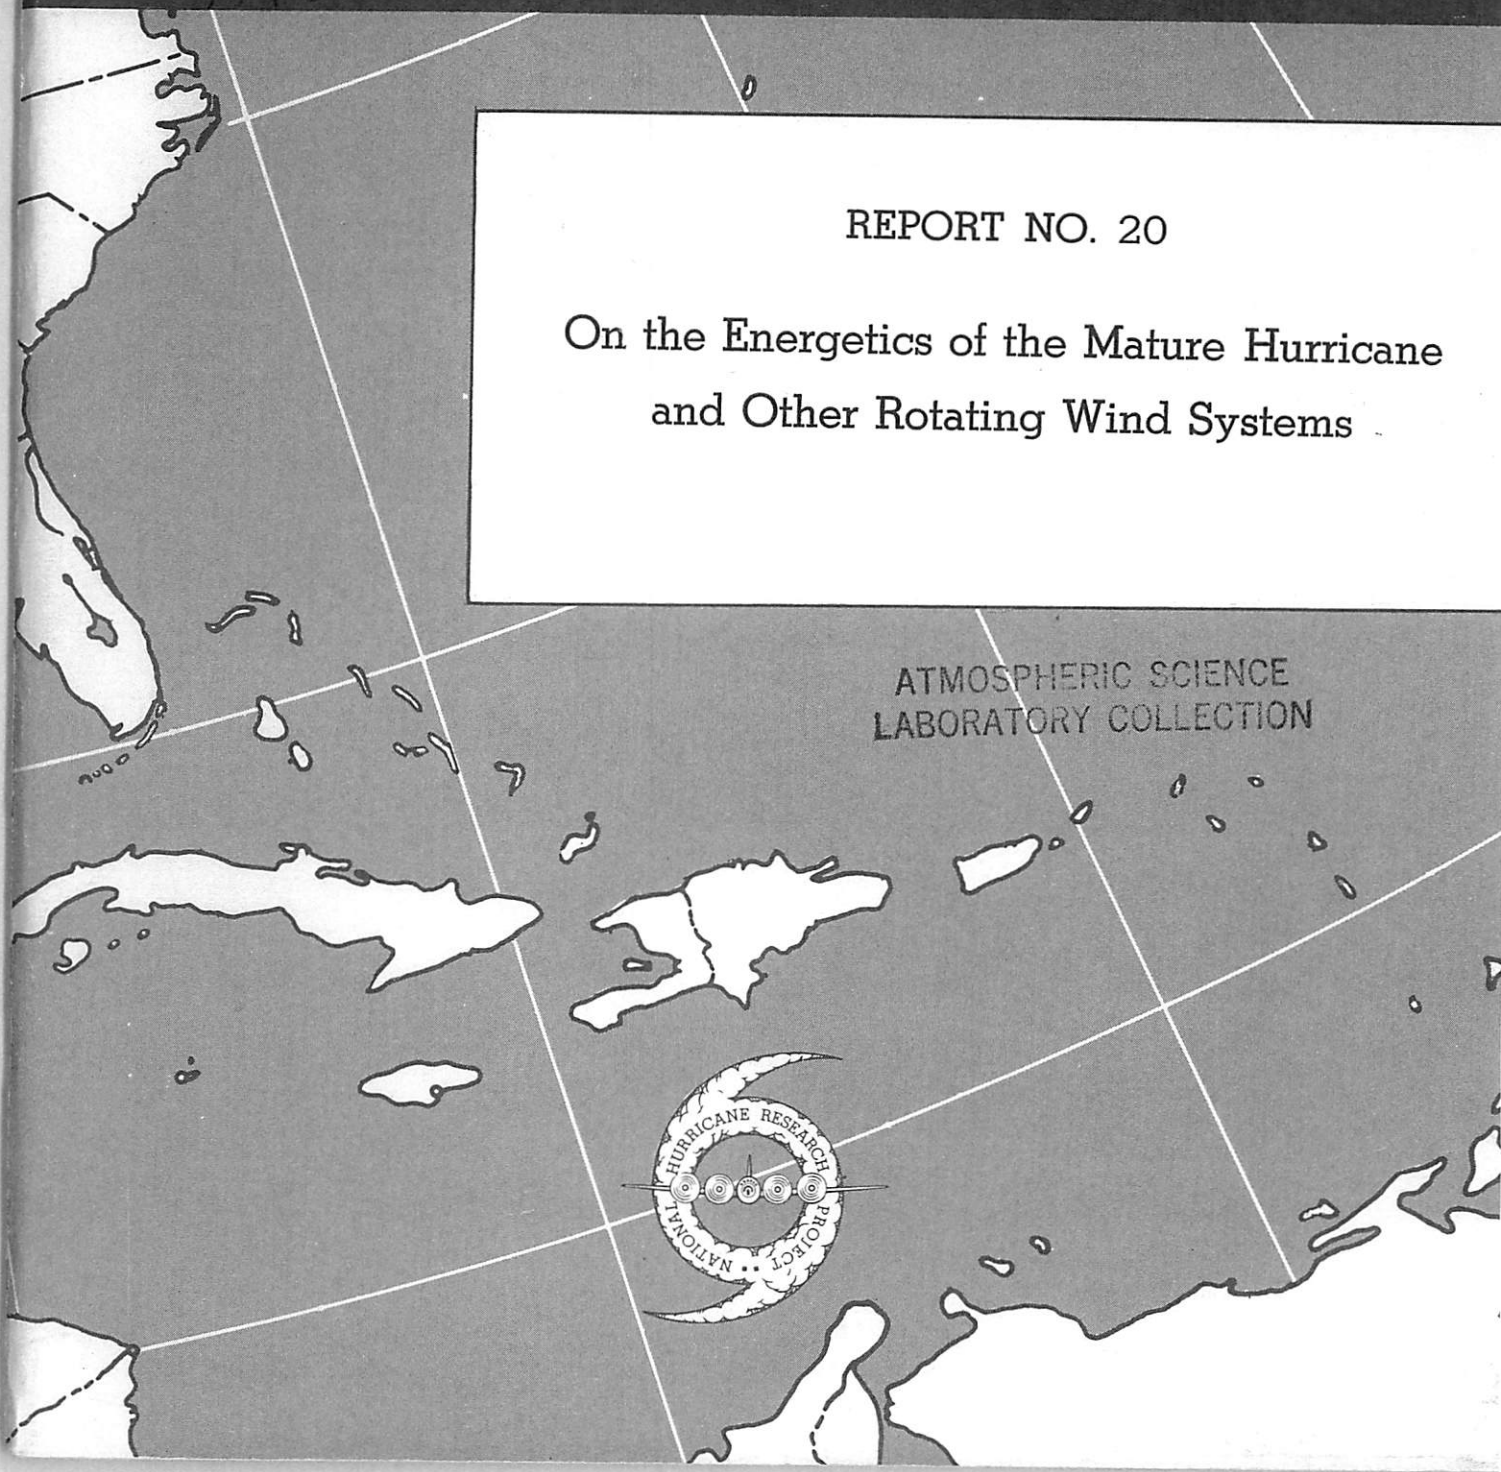 REPORT NO. 20
On the Energetics of the Mature Hurricane
and Other Rotating Wind Systems
ATMOSPHERIC SCIENCE
LABORATORY COLLECTION
NATIONAL HURRICANE RESEARCH PROJECT